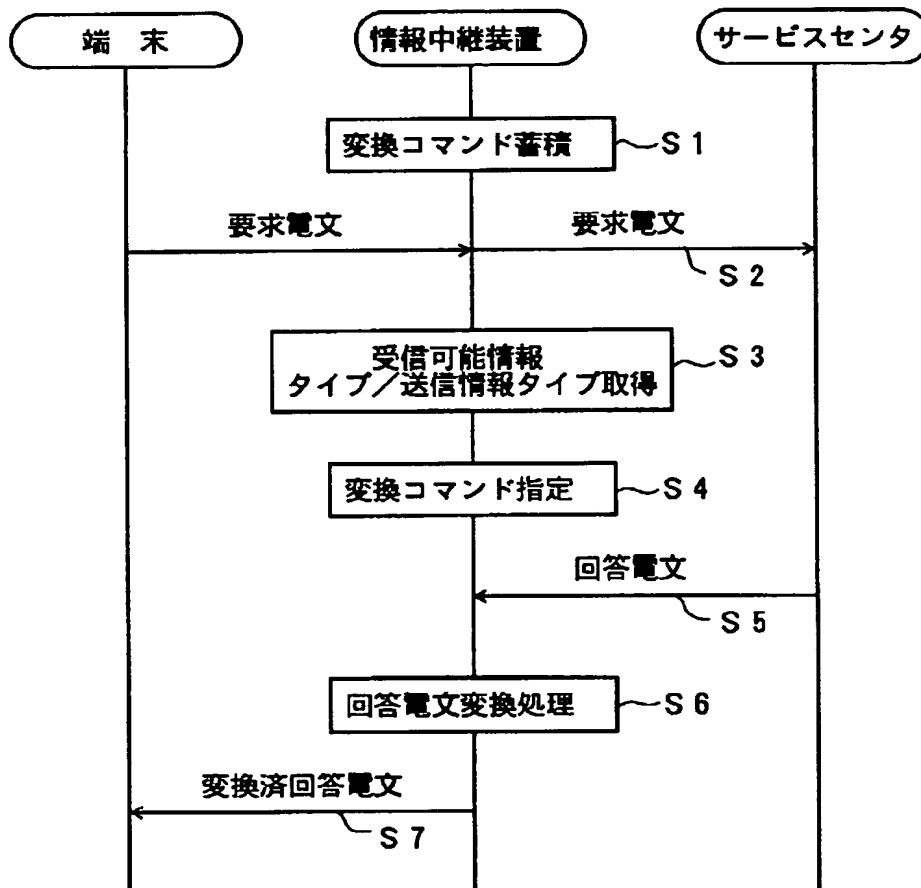 端 末
情報中継装置
サービスセンタ
変換コマンド蓄積
S1
要求電文
要求電文
S2
受信可能情報
タイプ/送信情報タイプ取得
S3
変換コマンド指定
S4
回答電文
S5
回答電文変換処理
S6
変換済回答電文
S7